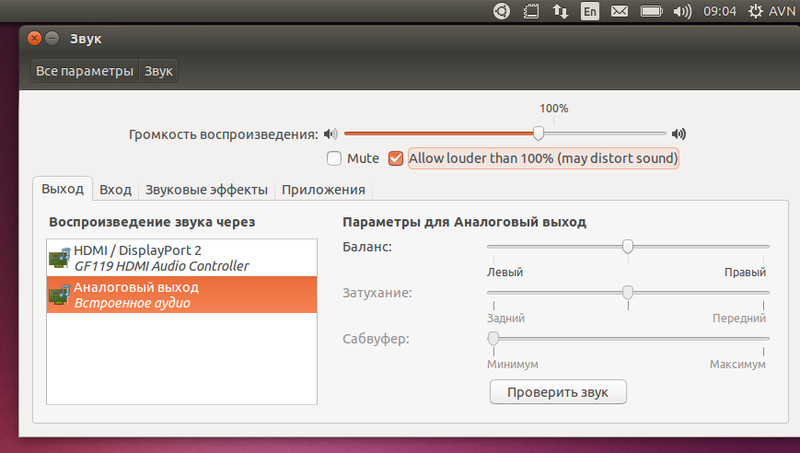 En 09:04 AVN
Звук
Все параметры Звук
100%
Громкость воспроизведения:
Mute Allow louder than 100% (may distort sound)
Выход Вход Звуковые эффекты Приложения
Воспроизведение звука через Параметры для Аналоговый выход
HDMI / DisplayPort 2
GF119 HDMI Audio Controller
Аналоговый выход
Встроенное аудио
Баланс:
Левый Правый
Затухание:
Задний Передний
Сабвуфер:
Минимум Максимум
Проверить звук